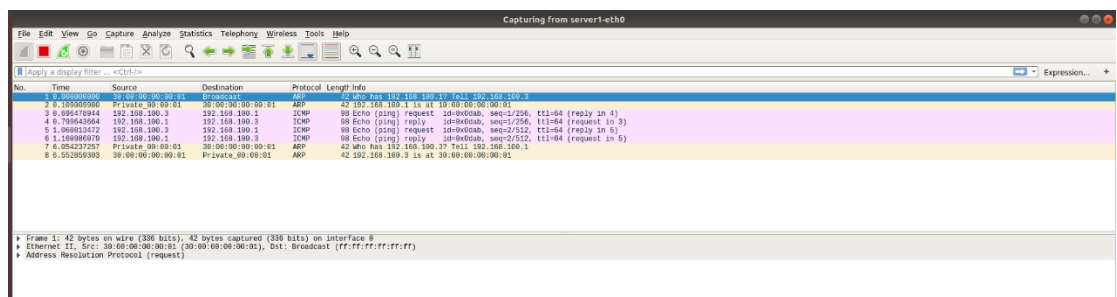 Capturing from server1-eth0
File Edit View Go Capture Analyze Statistics Telephony Wireless Tools Help
Apply a display filter ... <Ctrl-/> Expression... +
No. Time Source Destination Protocol Length Info
1 0.000000000 30:00:00:00:00:01 Broadcast ARP 42 Who has 192.168.100.1? Tell 192.168.100.3
2 0.109009980 Private_00:00:01 30:00:00:00:00:01 ARP 42 192.168.100.1 is at 10:00:00:00:00:01
3 0.696478944 192.168.100.3 192.168.100.1 ICMP 98 Echo (ping) request id=0x0dab, seq=1/256, ttl=64 (reply in 4)
4 0.799643664 192.168.100.1 192.168.100.3 ICMP 98 Echo (ping) reply id=0x0dab, seq=1/256, ttl=64 (request in 3)
5 1.060813472 192.168.100.3 192.168.100.1 ICMP 98 Echo (ping) request id=0x0dab, seq=2/512, ttl=64 (reply in 6)
6 1.160986079 192.168.100.1 192.168.100.3 ICMP 98 Echo (ping) reply id=0x0dab, seq=2/512, ttl=64 (request in 5)
7 6.054237257 Private_00:00:01 30:00:00:00:00:01 ARP 42 Who has 192.168.100.3? Tell 192.168.100.1
8 6.552859303 30:00:00:00:00:01 Private_00:00:01 ARP 42 192.168.100.3 is at 30:00:00:00:00:01
Frame 1: 42 bytes on wire (336 bits), 42 bytes captured (336 bits) on interface 0
Ethernet II, Src: 30:00:00:00:00:01 (30:00:00:00:00:01), Dst: Broadcast (ff:ff:ff:ff:ff:ff)
Address Resolution Protocol (request)